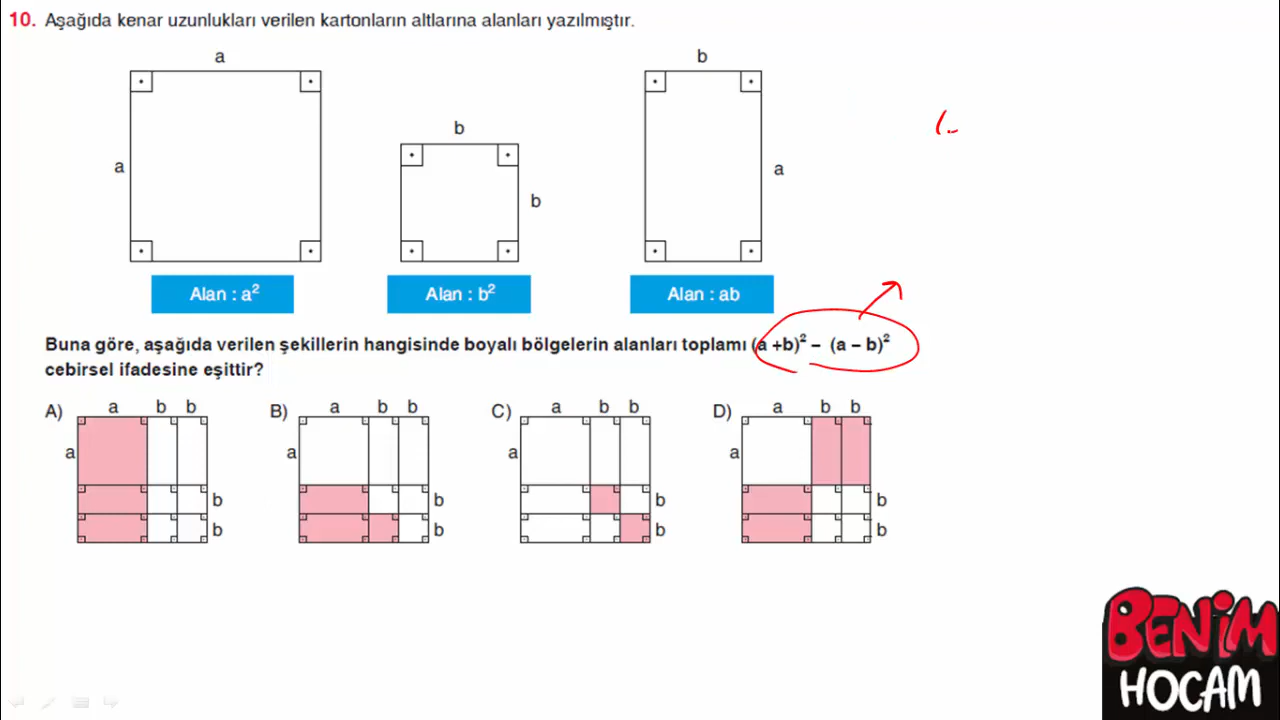 10. Aşağıda kenar uzunlukları verilen kartonların altlarına alanları yazılmıştır.
a
b
b
a
b
a
Alan : a²
Alan : b²
Alan : ab
Buna göre, aşağıda verilen şekillerin hangisinde boyalı bölgelerin alanları toplamı (a +b)² – (a – b)²
cebirsel ifadesine eşittir?
A) a b b
a
b
b
B) a b b
a
b
b
C) a b b
a
b
b
D) a b b
a
b
b
BENİM
HOCAM